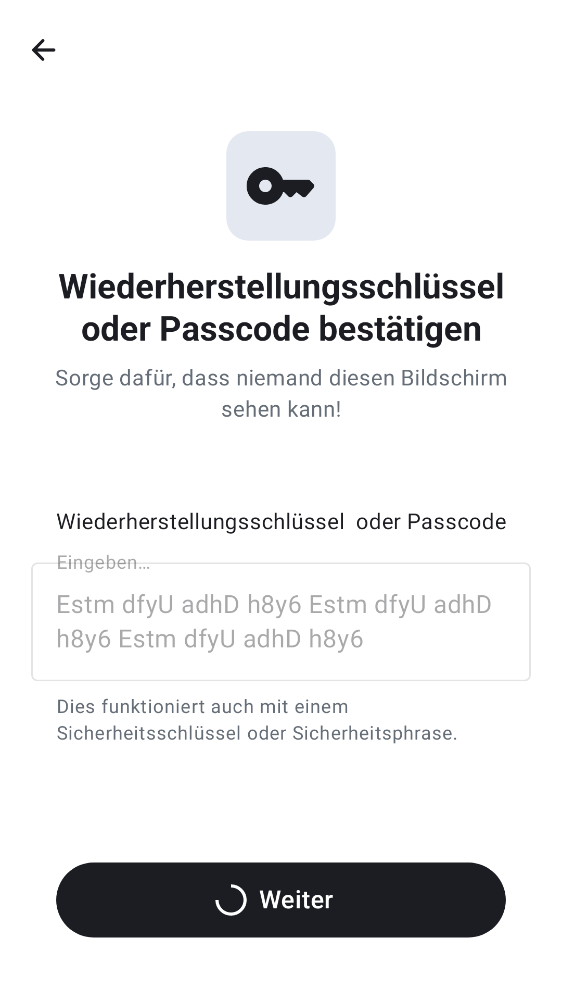 Wiederherstellungsschlüssel
oder Passcode bestätigen
Sorge dafür, dass niemand diesen Bildschirm
sehen kann!
Wiederherstellungsschlüssel  oder Passcode
Eingeben…
Estm dfyU adhD h8y6 Estm dfyU adhD
h8y6 Estm dfyU adhD h8y6
Dies funktioniert auch mit einem
Sicherheitsschlüssel oder Sicherheitsphrase.
Weiter